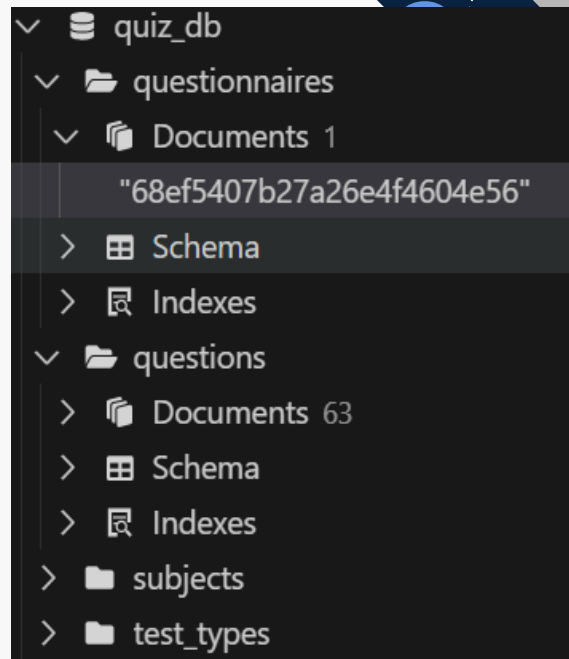 quiz_db
questionnaires
Documents 1
"68ef5407b27a26e4f4604e56"
Schema
Indexes
questions
Documents 63
Schema
Indexes
subjects
test_types